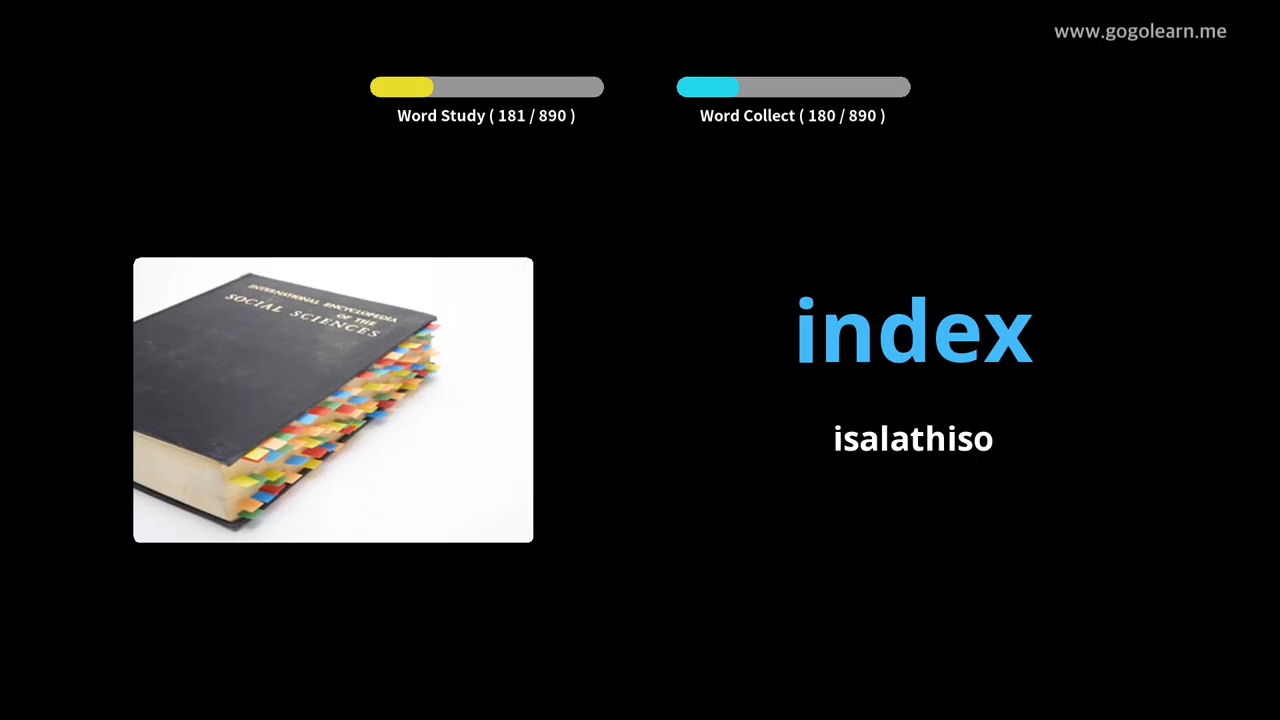 www.gogolearn.me
Word Study ( 181 / 890 )
Word Collect ( 180 / 890 )
INTERNATIONAL ENCYCLOPEDIA
OF THE
SOCIAL SCIENCES
index
isalathiso